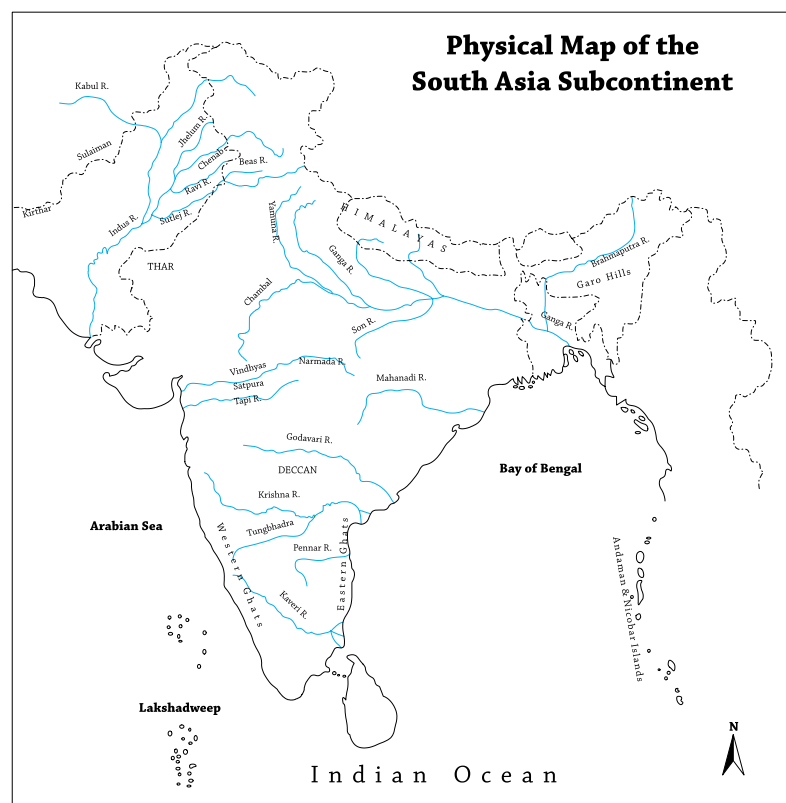 Physical Map of the
South Asia Subcontinent
Kabul R.
Jhelum R.
Sulaiman
Chenab
Beas R.
Ravi R.
Kirthar
Sutlej R.
Indus R.
Yamuna R.
HIMALAYAS
Ganga R.
Brahmaputra R.
THAR
Garo Hills
Chambal
Ganga R.
Son R.
Vindhyas
Narmada R.
Satpura
Mahanadi R.
Tapi R.
Godavari R.
DECCAN
Bay of Bengal
Krishna R.
Arabian Sea
Tungbhadra
Western Ghats
Eastern Ghats
Pennar R.
Andaman & Nicobar Islands
Kaveri R.
Lakshadweep
N
Indian Ocean